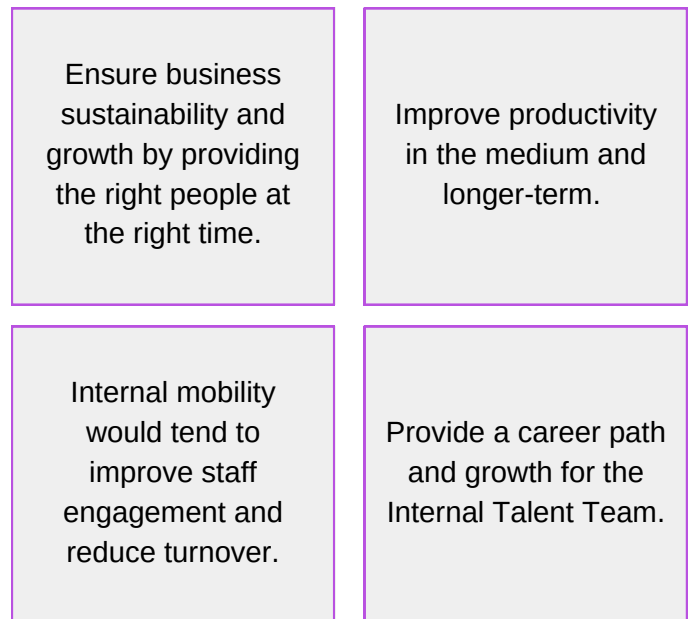 Ensure business
sustainability and
growth by providing
the right people at
the right time.
Improve productivity
in the medium and
longer-term.
Internal mobility
would tend to
improve staff
engagement and
reduce turnover.
Provide a career path
and growth for the
Internal Talent Team.